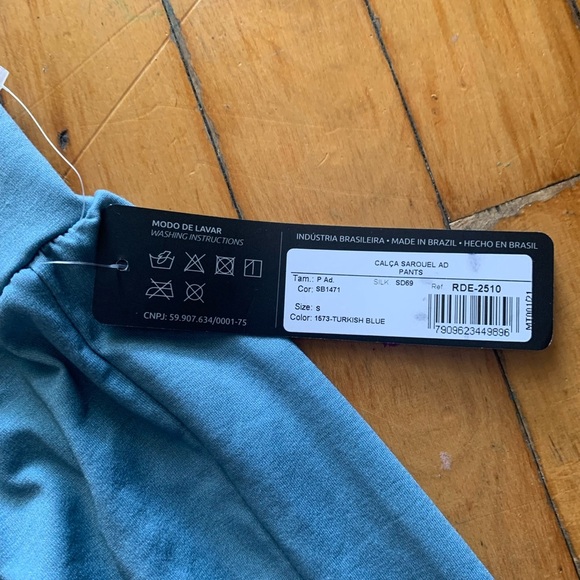 MODO DE LAVAR
WASHING INSTRUCTIONS
CNPJ: 59.907.634/0001-75
INDÚSTRIA BRASILEIRA • MADE IN BRAZIL • HECHO EN BRASIL
CALÇA SAROUEL AD
PANTS
Tam.: P Ad. SILK SD69 Ref RDE-2510
Cor: SB1471
Size: S
Color: 1673-TURKISH BLUE
7909623449896
MT001/21